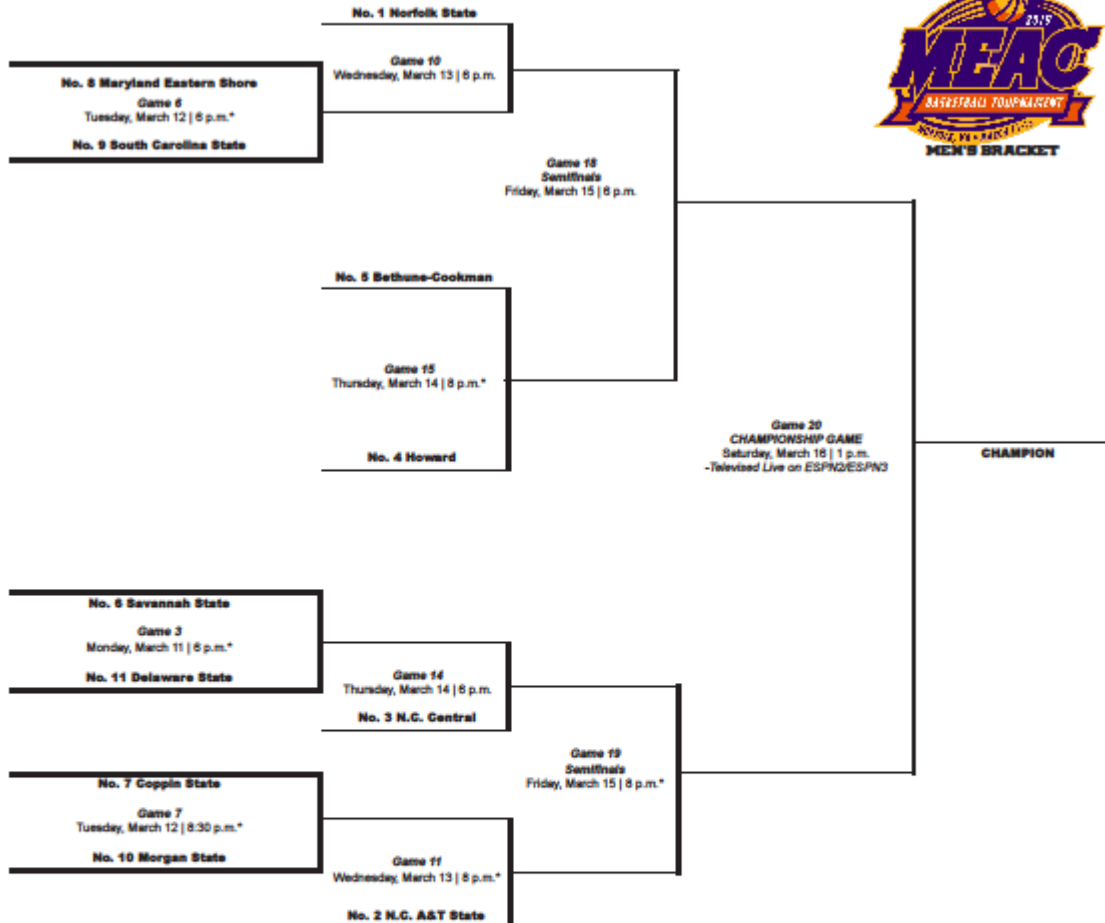 No. 1 Norfolk State
Game 10
Wednesday, March 13 | 6 p.m.
No. 8 Maryland Eastern Shore
Game 6
Tuesday, March 12 | 6 p.m.*
No. 9 South Carolina State
2019
MEAC
BASKETBALL TOURNAMENT
NORFOLK, VA • MARCH
MEN'S BRACKET
Game 18
Semifinals
Friday, March 15 | 6 p.m.
No. 5 Bethune-Cookman
Game 15
Thursday, March 14 | 8 p.m.*
No. 4 Howard
Game 20
CHAMPIONSHIP GAME
Saturday, March 16 | 1 p.m.
-Televised Live on ESPN2/ESPN3
CHAMPION
No. 6 Savannah State
Game 3
Monday, March 11 | 6 p.m.*
No. 11 Delaware State
Game 14
Thursday, March 14 | 6 p.m.
No. 3 N.C. Central
Game 19
Semifinals
Friday, March 15 | 8 p.m.*
No. 7 Coppin State
Game 7
Tuesday, March 12 | 8:30 p.m.*
No. 10 Morgan State
Game 11
Wednesday, March 13 | 8 p.m.*
No. 2 N.C. A&T State